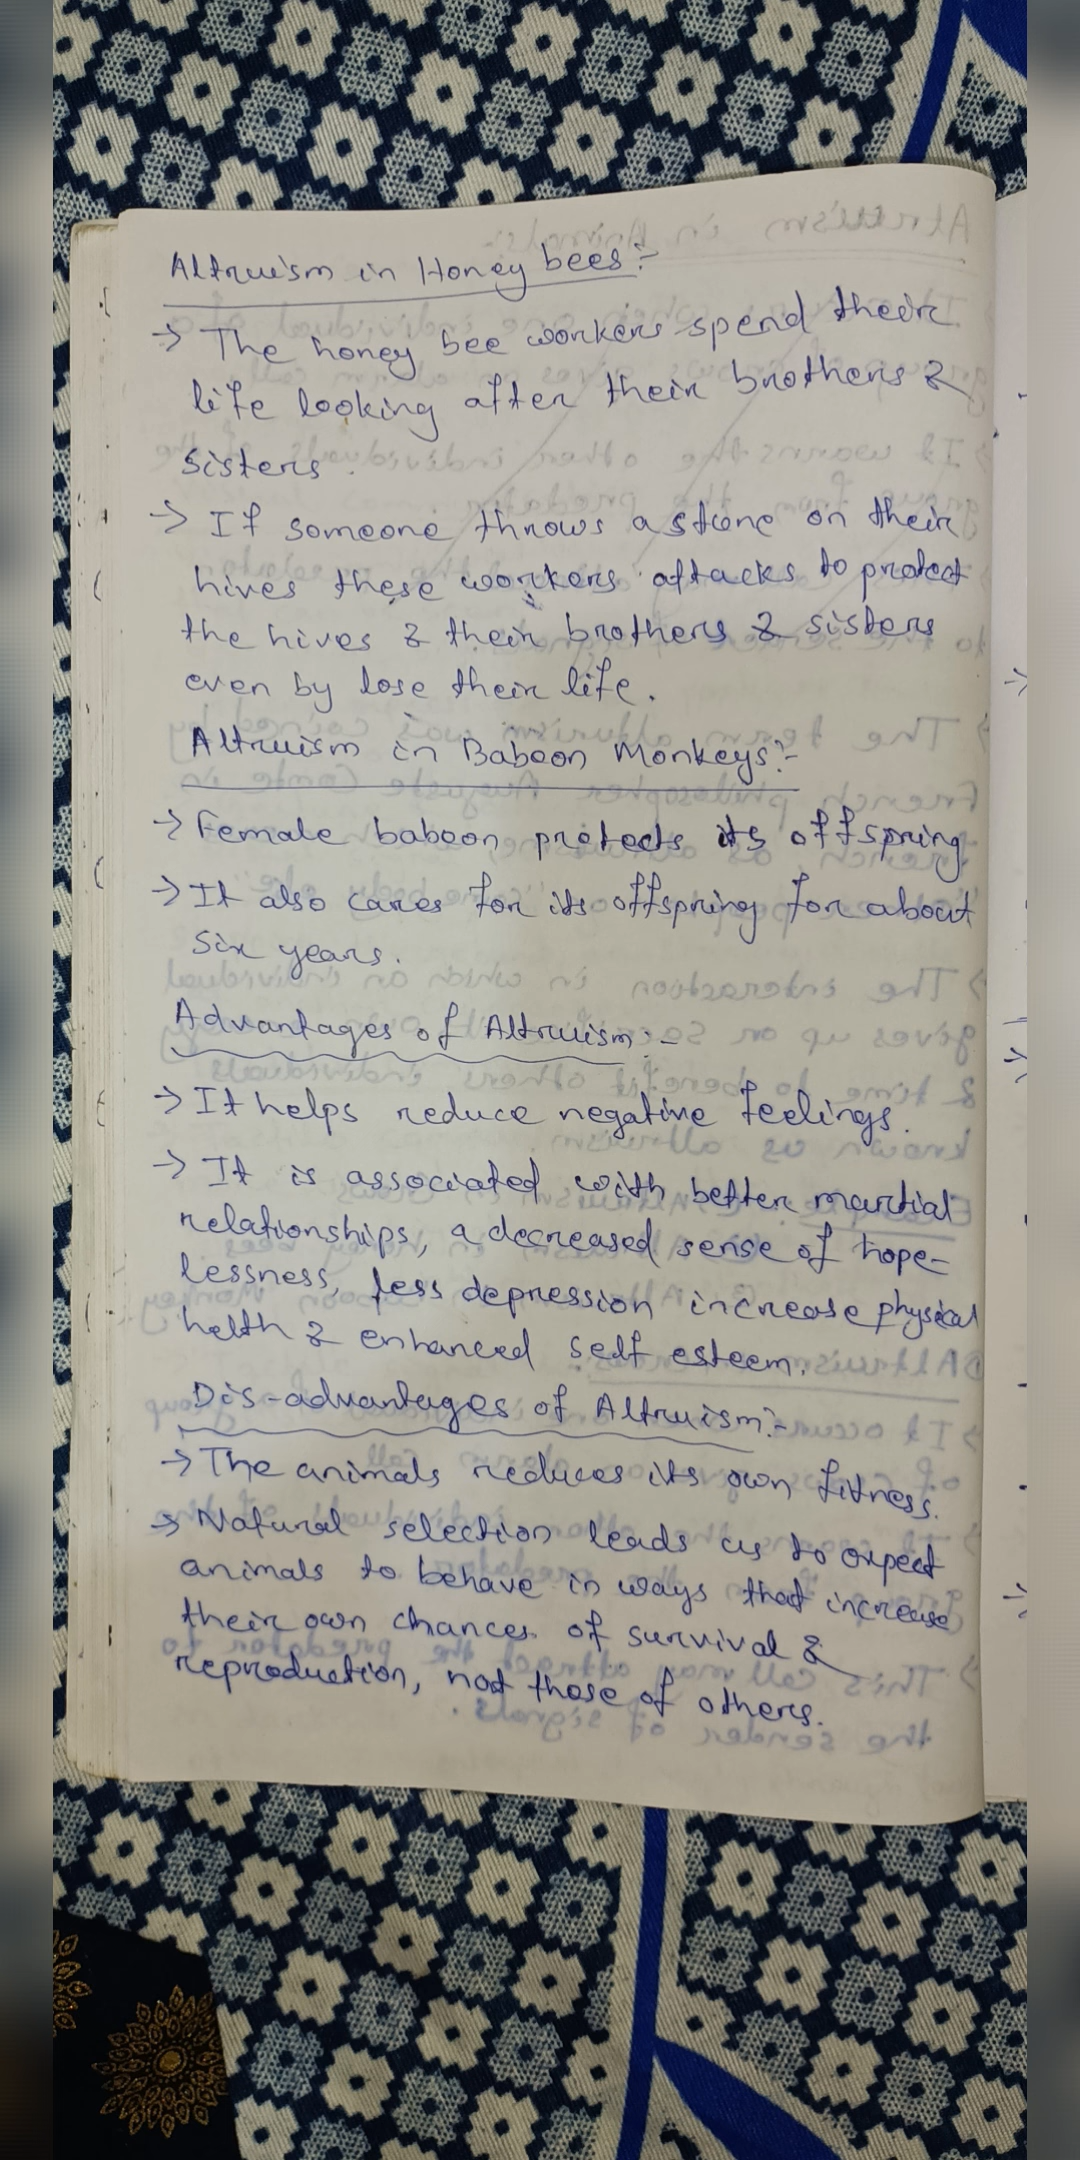 Altruism in Honey bees:-
→ The honey bee workers spend their
life looking after their brothers &
sisters.
→ If someone throws a stone on their
hives these workers attacks to protect
the hives & their brothers & sisters
even by lose their life.
Altruism in Baboon Monkeys:-
→ Female baboon protects its offspring.
→ It also cares for its offspring for about
six years.
Advantages of Altruism:-
→ It helps reduce negative feelings.
→ It is associated with better martial
relationships, a decreased sense of hope-
lessness, less depression increase physical
helth & enhanced self esteem.
Dis-advantages of Altruism:-
→ The animals reduces its own fitness.
→ Natural selection leads us to expect
animals to behave in ways that increase
their own chances of survival &
reproduction, not those of others.